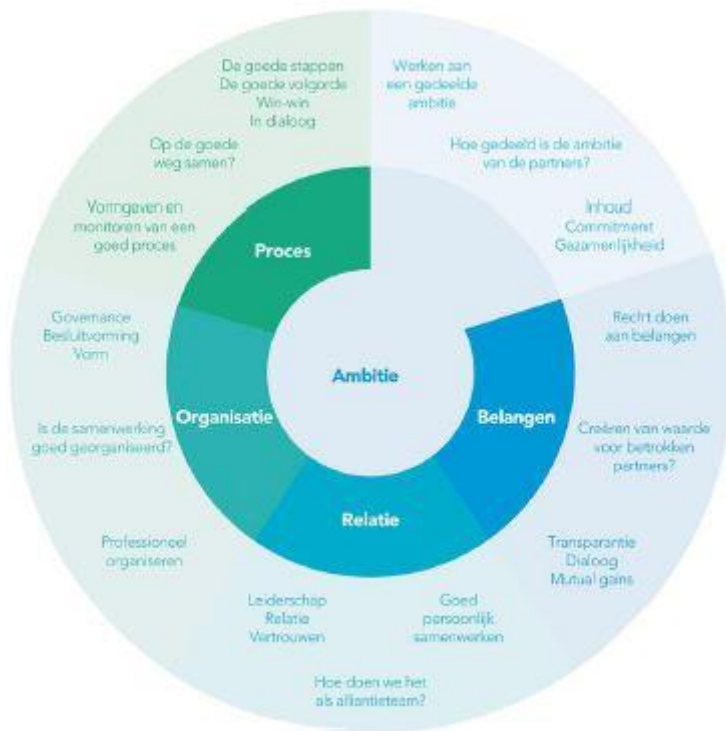 De goede stappen
De goede volgorde
Win-win
In dialoog
Op de goede
weg samen?
Vormgeven en
monitoren van een
goed proces
Werken aan
een gedeelde
ambitie
Hoe gedeeld is de ambitie
van de partners?
Inhoud
Commitment
Gezamenlijkheid
Proces
Ambitie
Belangen
Relatie
Organisatie
Recht doen
aan belangen
Creëren van waarde
voor betrokken
partners?
Transparantie
Dialoog
Mutual gains
Goed
persoonlijk
samenwerken
Hoe doen we het
als alliantieteam?
Leiderschap
Relatie
Vertrouwen
Governance
Besluitvorming
Vorm
Is de samenwerking
goed georganiseerd?
Professioneel
organiseren